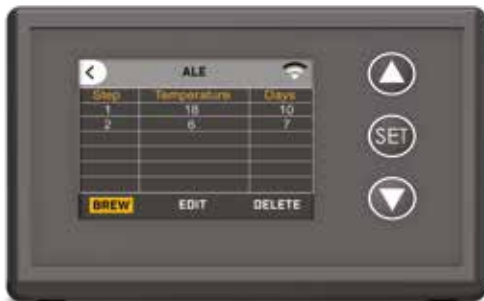 ALE
Step Temperature Days
1 18 10
2 6 7
BREW EDIT DELETE
SET